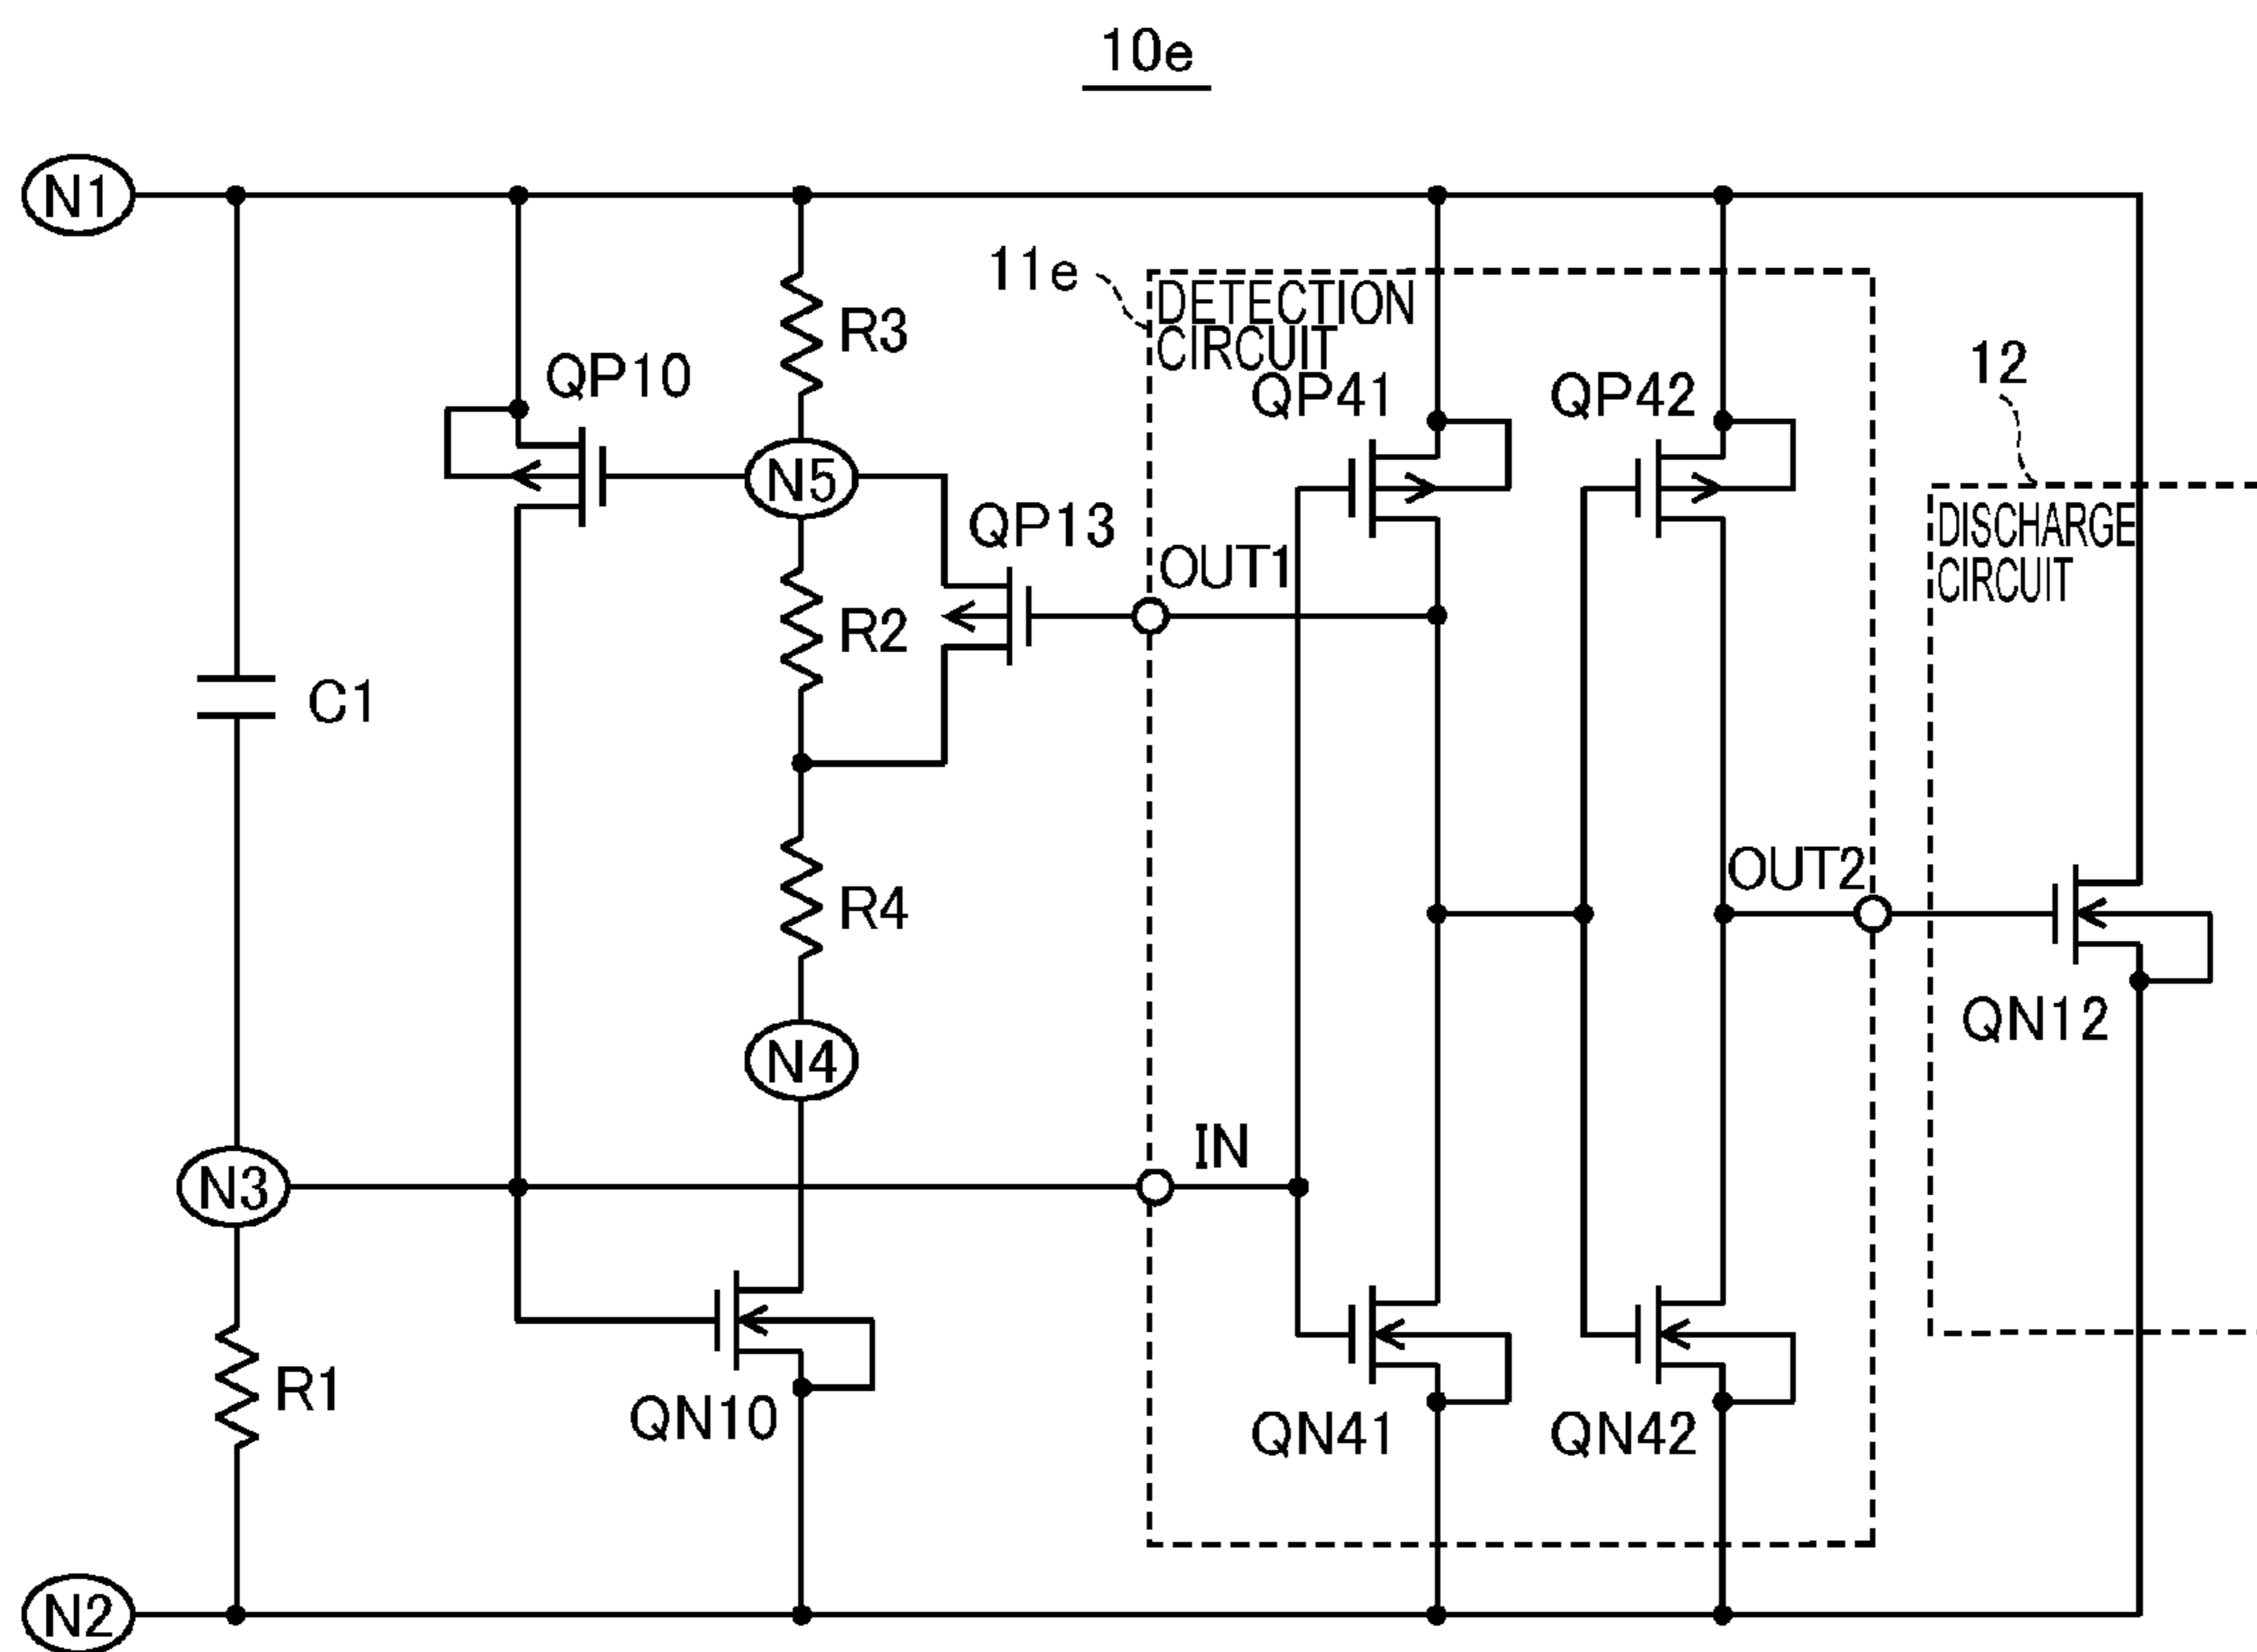 10e
N1
11e
DETECTION
CIRCUIT
R3
12
QP10
QP41
QP42
N5
DISCHARGE
CIRCUIT
QP13
OUT1
R2
C1
OUT2
R4
QN12
N4
IN
N3
R1
QN10
QN41
QN42
N2